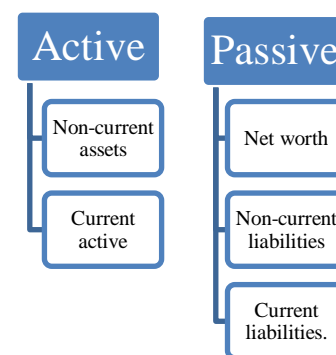 Active
Non-current
assets
Current
active
Passive
Net worth
Non-current
liabilities
Current
liabilities.